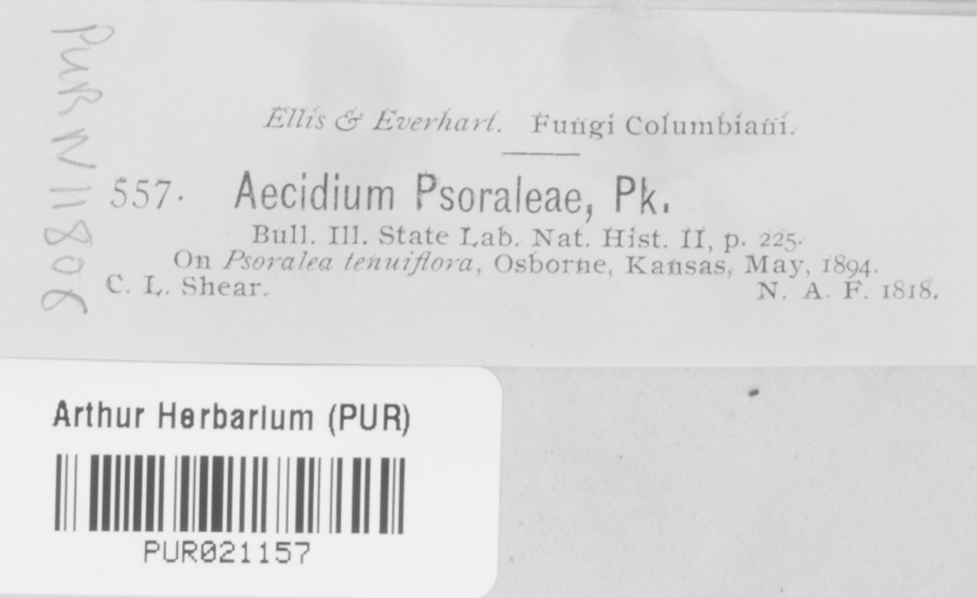 Ellis & Everhart. Fungi Columbiani.
557. Aecidium Psoraleae, Pk.
Bull. Ill. State Lab. Nat. Hist. II, p. 225.
On Psoralea tenuiflora, Osborne, Kansas, May, 1894.
C. L. Shear. N. A. F. 1818.
PUR N11806
Arthur Herbarium (PUR)
PUR021157